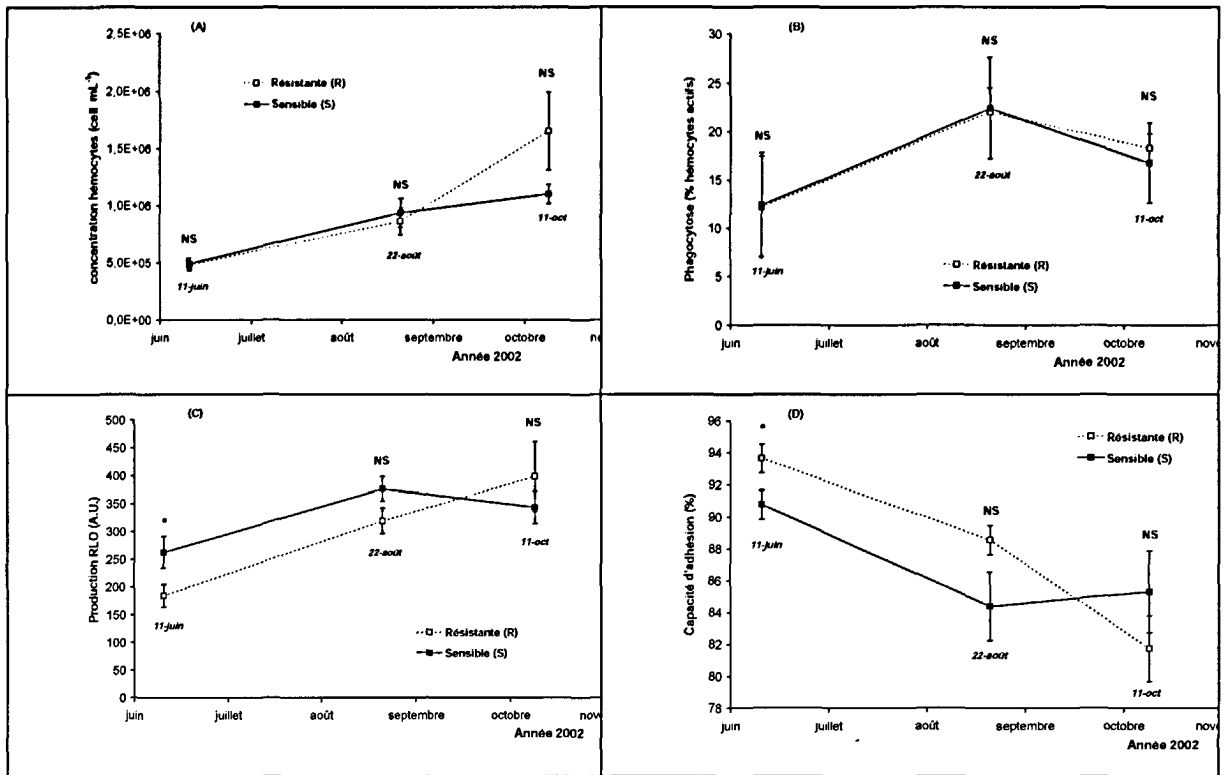 (A)
concentration hémocytes (cell mL⁻¹)
2,5E+06
2,0E+06
1,5E+06
1,0E+06
5,0E+05
0,0E+00
Résistante (R)
Sensible (S)
NS
NS
NS
11-juin
22-août
11-oct
juin juillet août septembre octobre nov
Année 2002
(B)
Phagocytose (% hémocytes actifs)
30
25
20
15
10
5
0
NS
NS
NS
11-juin
22-août
11-oct
Résistante (R)
Sensible (S)
juin juillet août septembre octobre nov
Année 2002
(C)
Production RLO (A.U.)
500
450
400
350
300
250
200
150
100
50
0
*
NS
NS
11-juin
22-août
11-oct
Résistante (R)
Sensible (S)
juin juillet août septembre octobre nov
Année 2002
(D)
Capacité d'adhésion (%)
96
94
92
90
88
86
84
82
80
78
*
NS
NS
Résistante (R)
Sensible (S)
11-juin
22-août
11-oct
juin juillet août septembre octobre nove
Année 2002